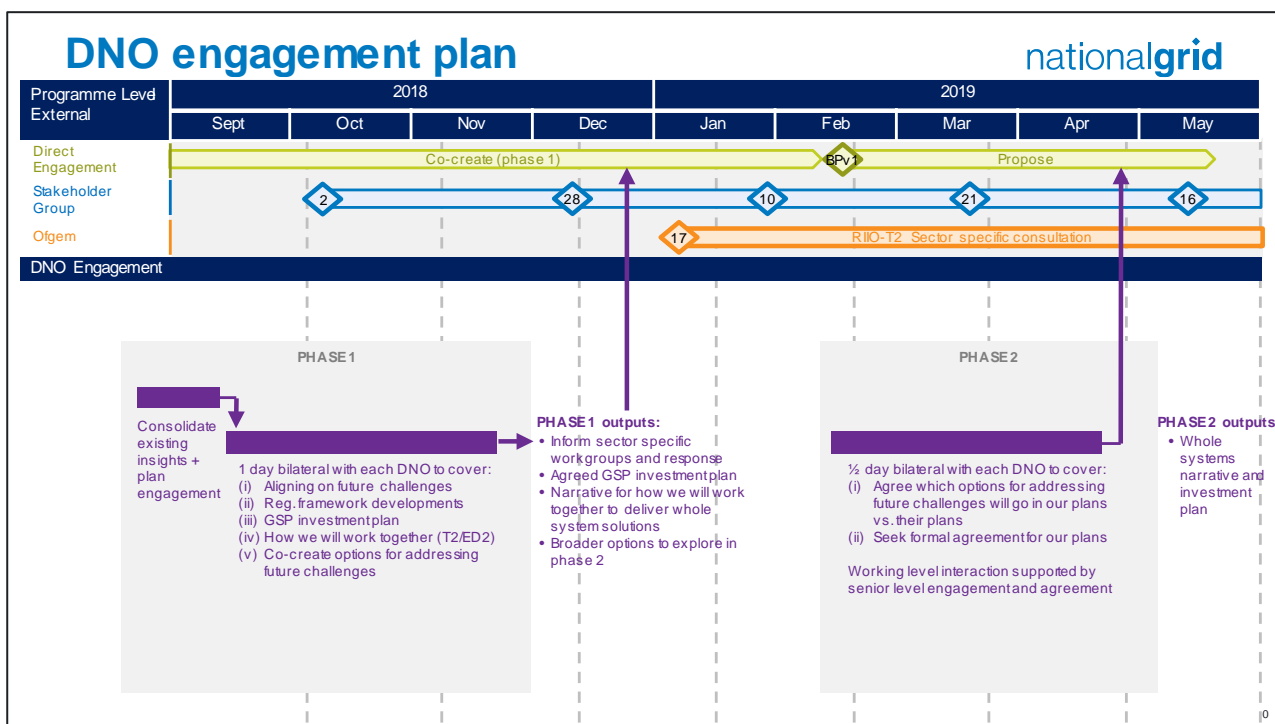 DNO engagement plan
nationalgrid
Programme Level
External
2018
2019
Sept
Oct
Nov
Dec
Jan
Feb
Mar
Apr
May
Direct
Engagement
Co-create (phase 1)
BPv1
Propose
Stakeholder
Group
2
28
10
21
16
Ofgem
17
RIIO-T2 Sector specific consultation
DNO Engagement
PHASE 1
Consolidate
existing
insights +
plan
engagement
1 day bilateral with each DNO to cover:
(i) Aligning on future challenges
(ii) Reg. framework developments
(iii) GSP investment plan
(iv) How we will work together (T2/ED2)
(v) Co-create options for addressing
future challenges
PHASE 1 outputs:
• Inform sector specific
workgroups and response
• Agreed GSP investment plan
• Narrative for how we will work
together to deliver whole
system solutions
• Broader options to explore in
phase 2
PHASE 2
½ day bilateral with each DNO to cover:
(i) Agree which options for addressing
future challenges will go in our plans
vs. their plans
(ii) Seek formal agreement for our plans
Working level interaction supported by
senior level engagement and agreement
PHASE 2 outputs
• Whole
systems
narrative and
investment
plan
0